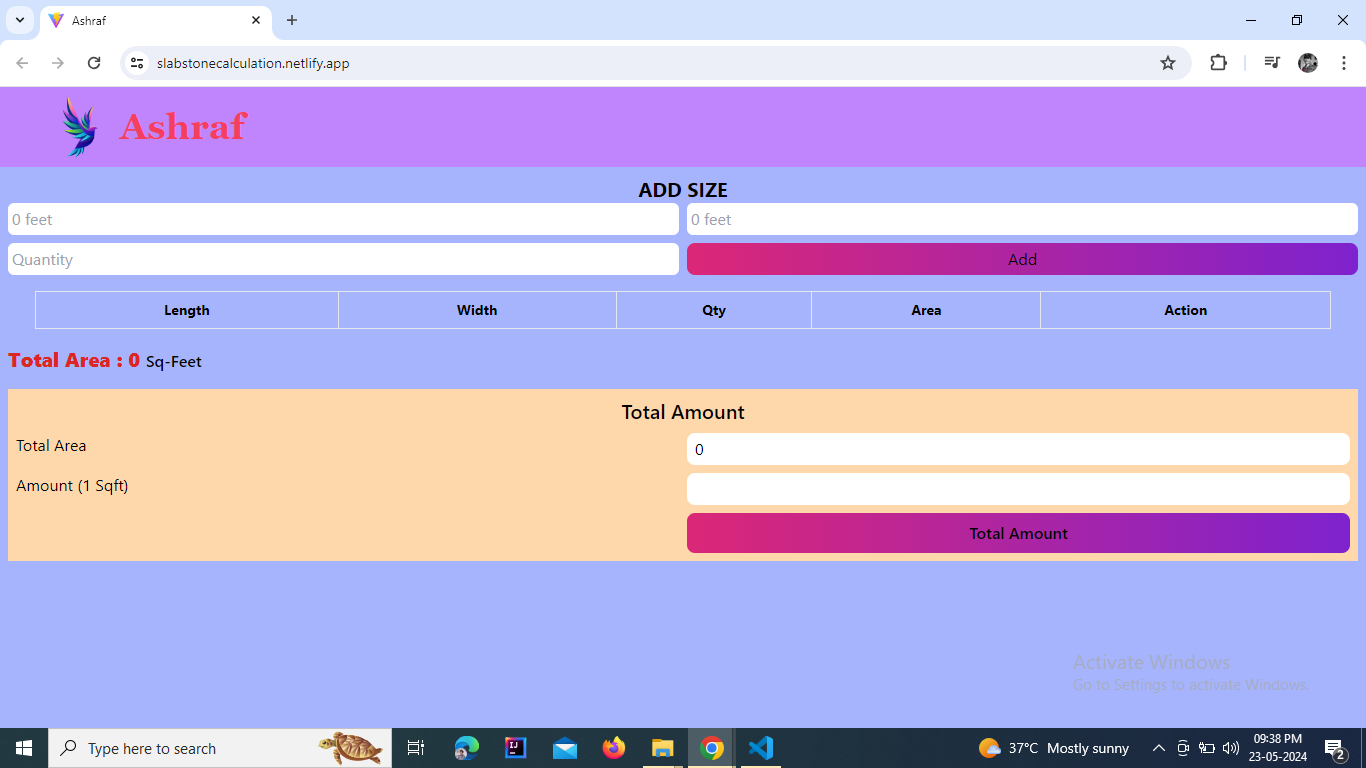 Ashraf
slabstonecalculation.netlify.app
Ashraf
ADD SIZE
0 feet 0 feet
Quantity Add
Length Width Qty Area Action
Total Area : 0 Sq-Feet
Total Amount
Total Area 0
Amount (1 Sqft)
Total Amount
Activate Windows
Go to Settings to activate Windows.
Type here to search 37°C Mostly sunny 09:38 PM
23-05-2024 2